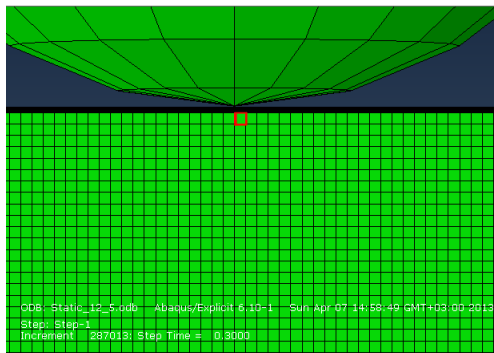 ODB: Static_12_5.odb Abaqus/Explicit 6.10-1 Sun Apr 07 14:58:49 GMT+03:00 2013
Step: Step-1
Increment 287013: Step Time = 0.3000